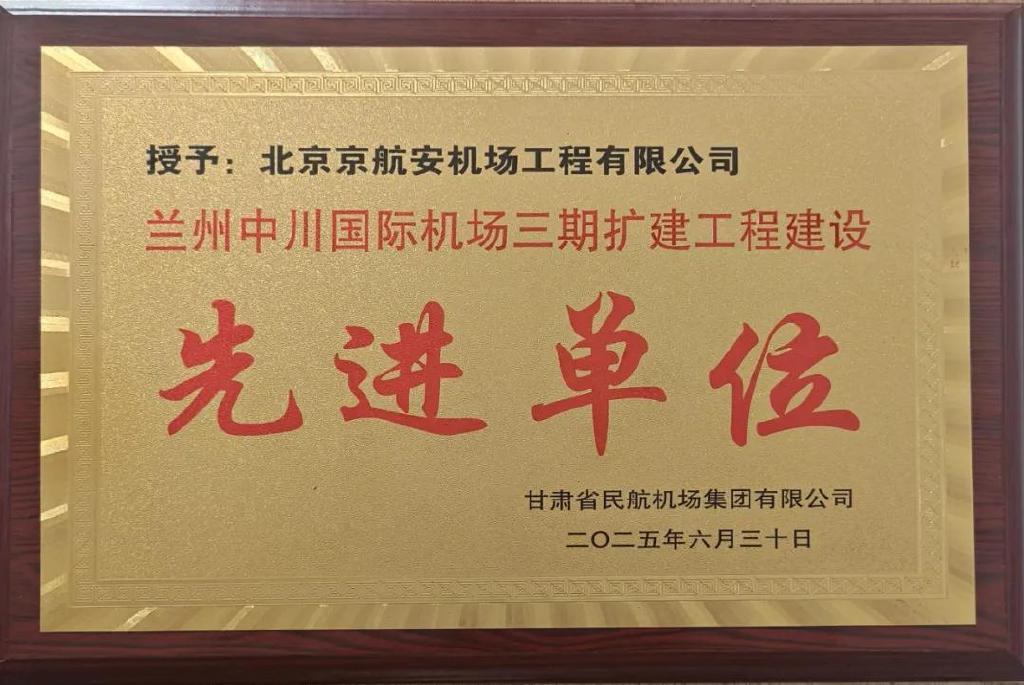 授予：北京京航安机场工程有限公司
兰州中川国际机场三期扩建工程建设
先进单位
甘肃省民航机场集团有限公司
二〇二五年六月三十日